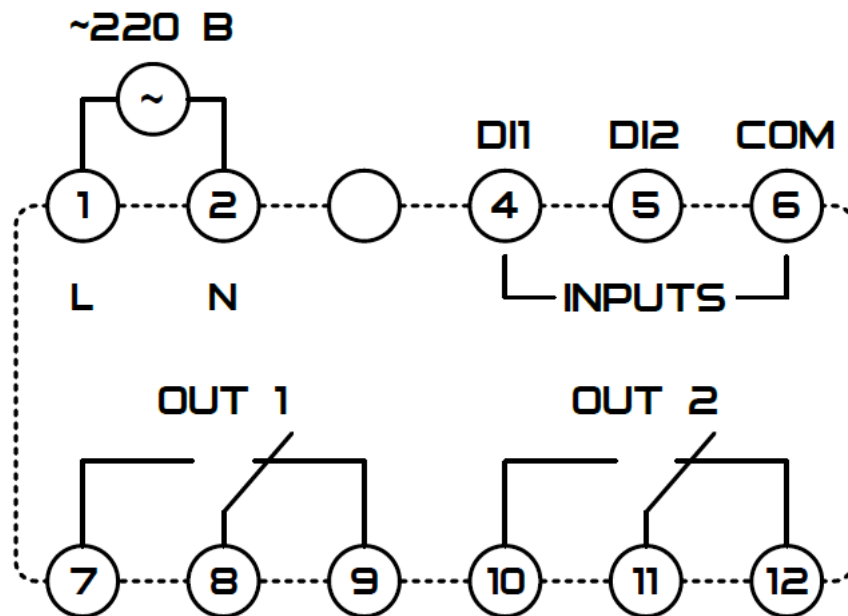 ~220 В
~
DI1 DI2 COM
1 2 4 5 6
L N INPUTS
OUT 1 OUT 2
7 8 9 10 11 12